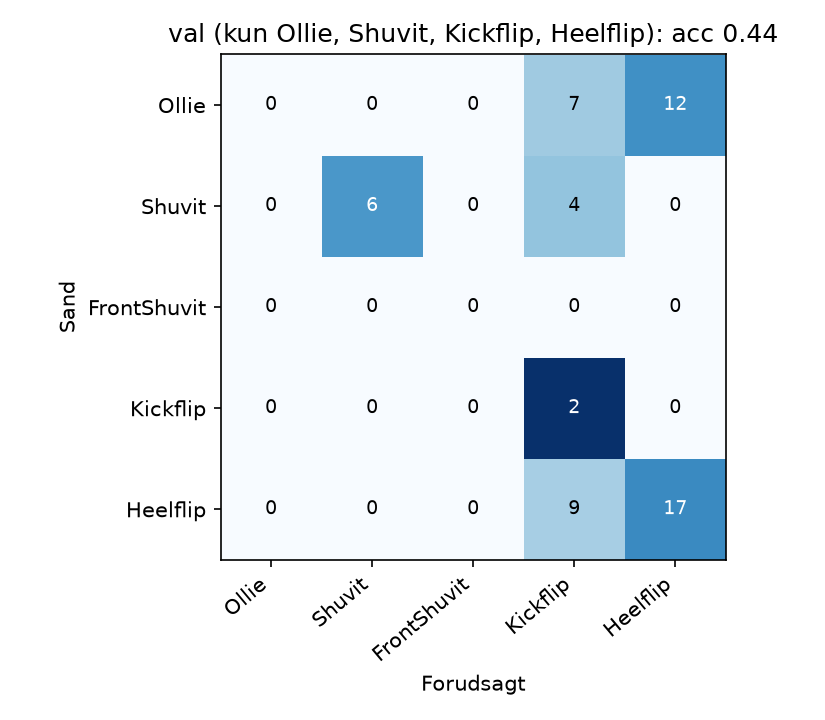 val (kun Ollie, Shuvit, Kickflip, Heelflip): acc 0.44
Ollie 0 0 0 7 12
Shuvit 0 6 0 4 0
FrontShuvit 0 0 0 0 0
Kickflip 0 0 0 2 0
Heelflip 0 0 0 9 17
Sand
Ollie Shuvit FrontShuvit Kickflip Heelflip
Forudsagt